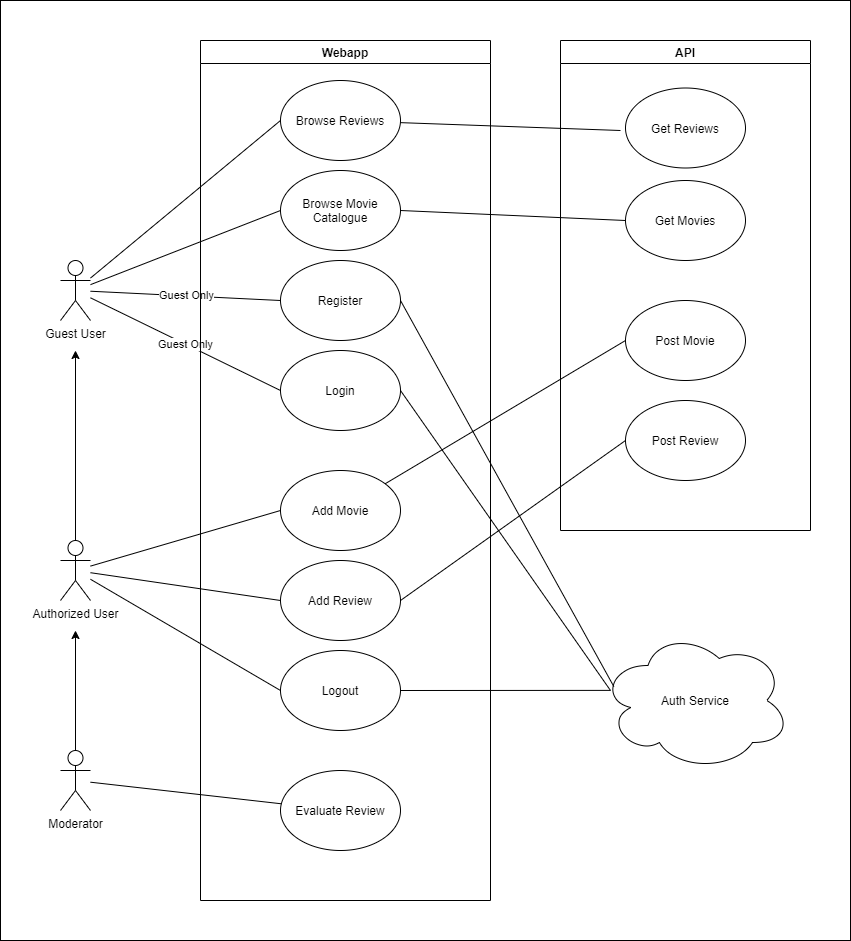 Webapp
API
Browse Reviews
Get Reviews
Browse Movie
Catalogue
Get Movies
Guest Only
Register
Guest User
Guest Only
Post Movie
Login
Post Review
Add Movie
Add Review
Authorized User
Logout
Auth Service
Evaluate Review
Moderator